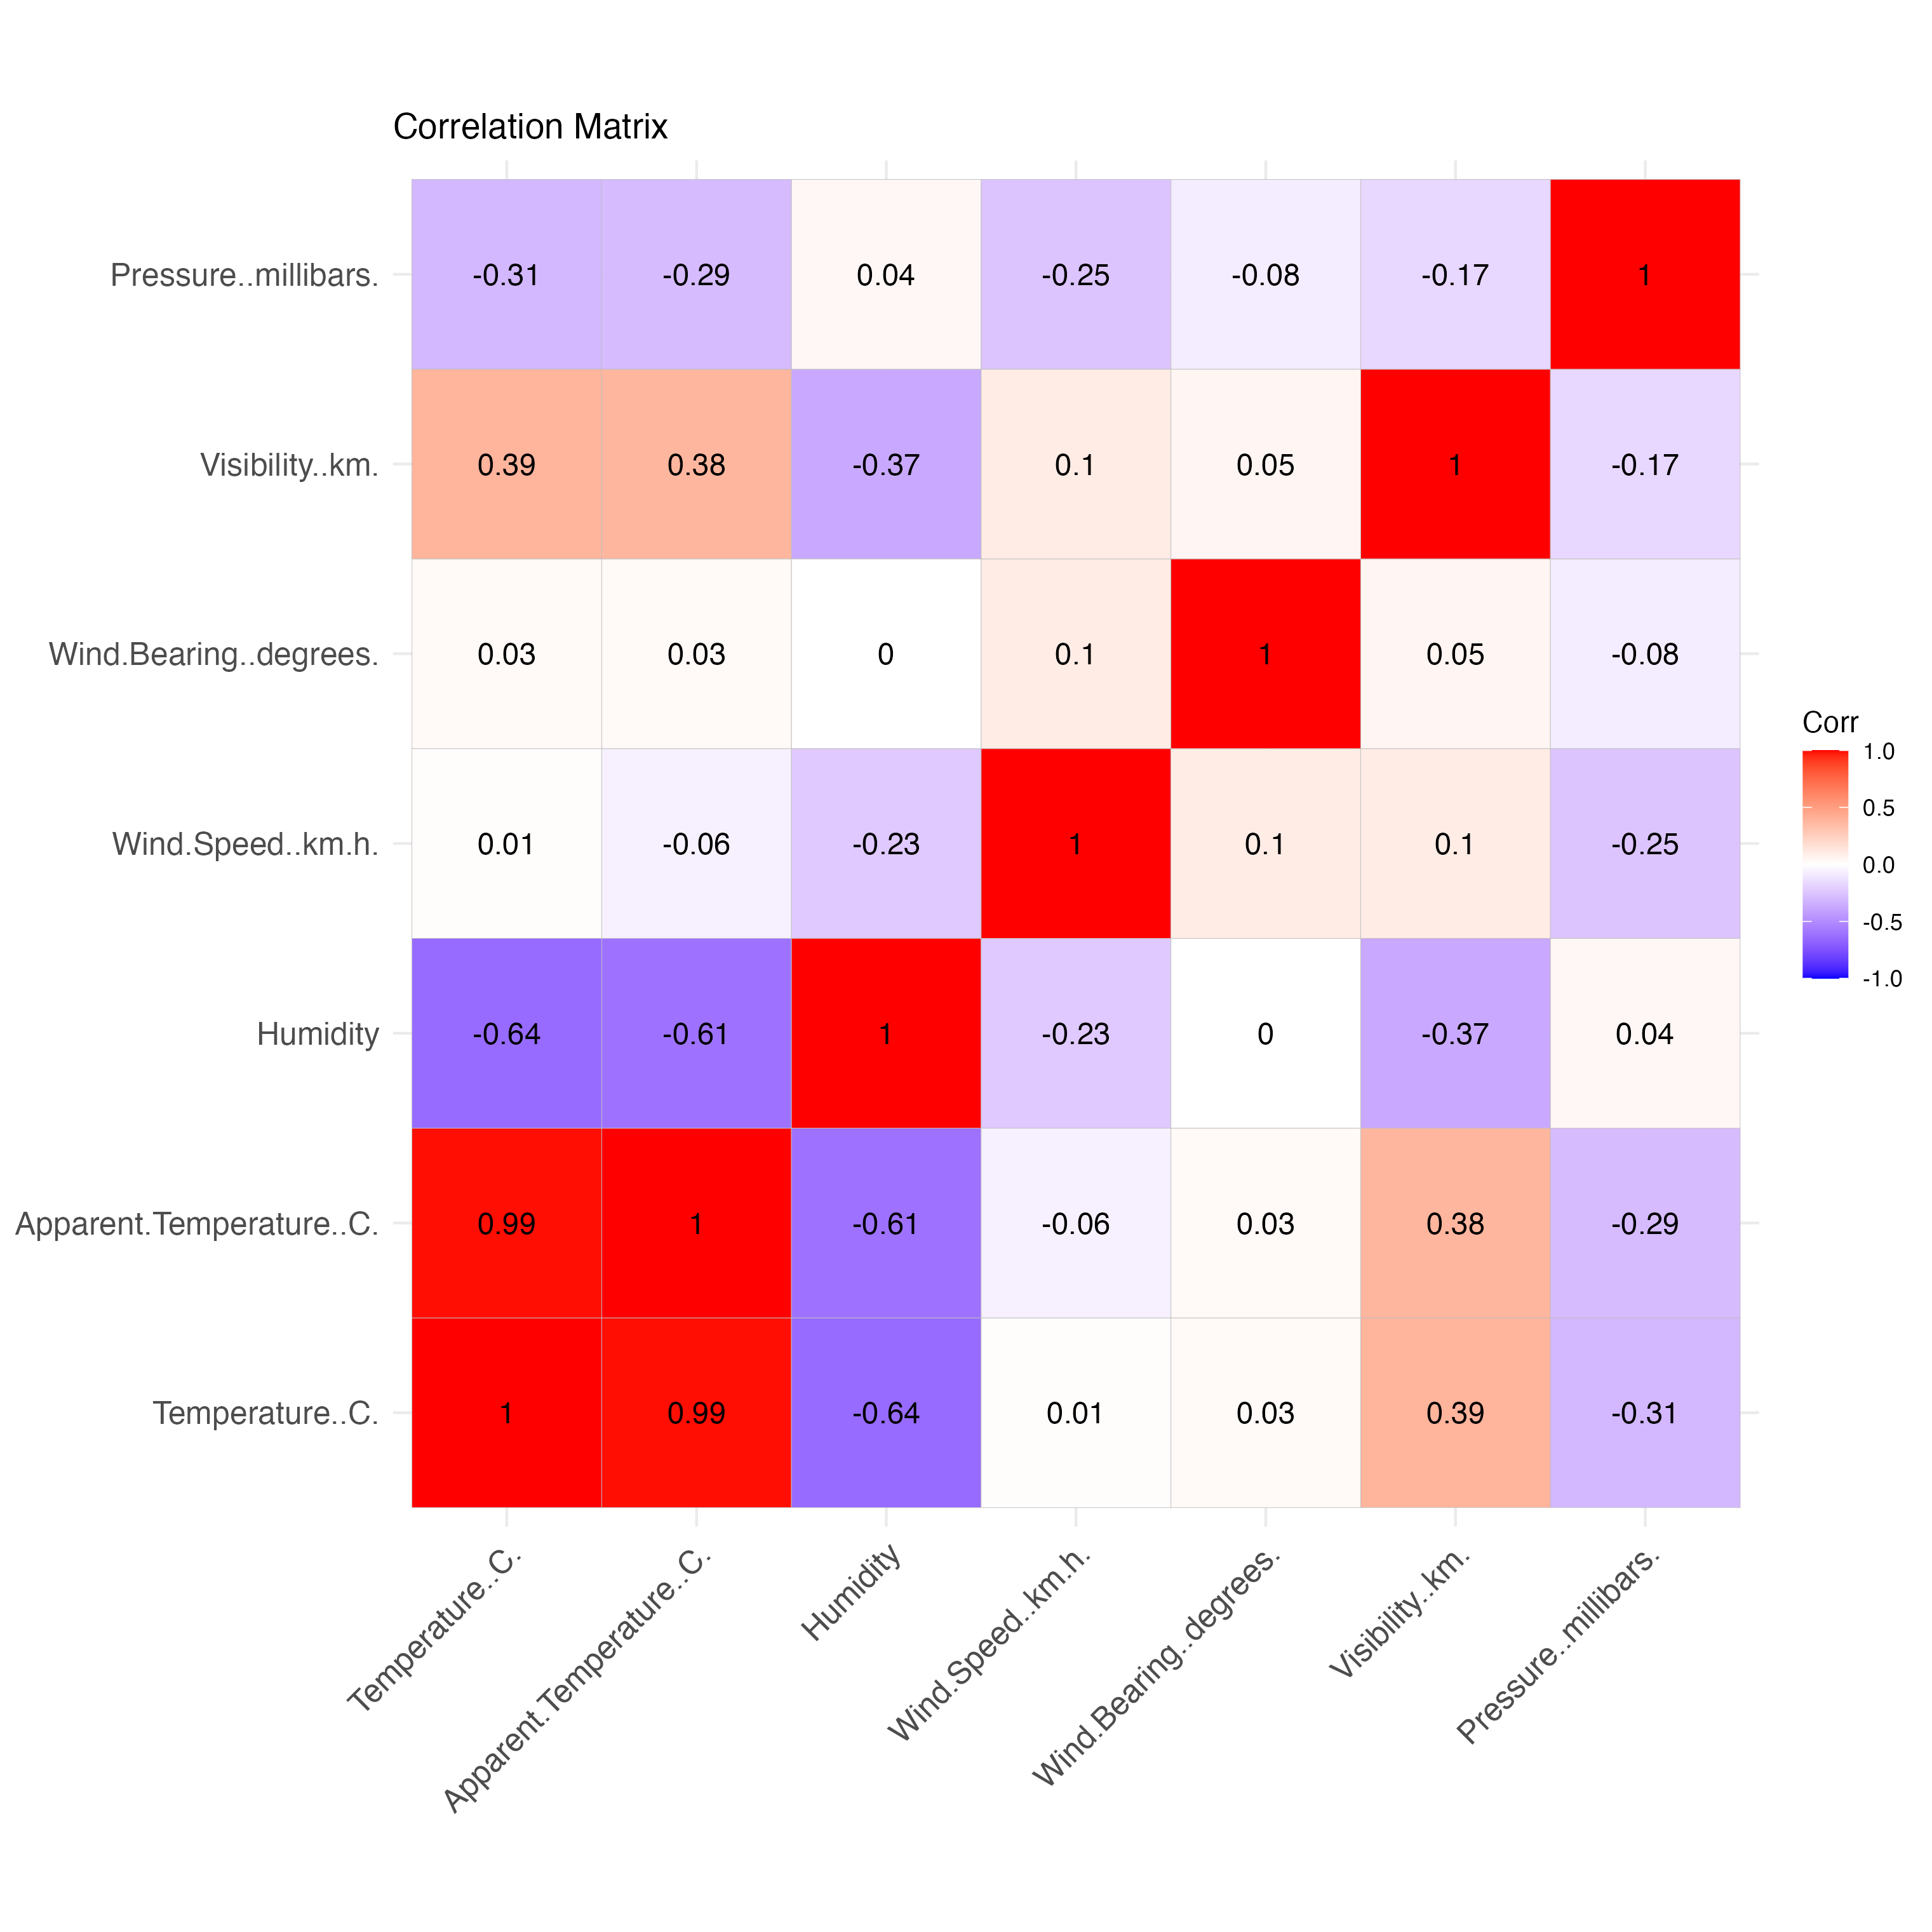 Correlation Matrix
Pressure..millibars. -0.31 -0.29 0.04 -0.25 -0.08 -0.17 1
Visibility..km. 0.39 0.38 -0.37 0.1 0.05 1 -0.17
Wind.Bearing..degrees. 0.03 0.03 0 0.1 1 0.05 -0.08
Wind.Speed..km.h. 0.01 -0.06 -0.23 1 0.1 0.1 -0.25
Humidity -0.64 -0.61 1 -0.23 0 -0.37 0.04
Apparent.Temperature..C. 0.99 1 -0.61 -0.06 0.03 0.38 -0.29
Temperature..C. 1 0.99 -0.64 0.01 0.03 0.39 -0.31
Temperature..C.
Apparent.Temperature..C.
Humidity
Wind.Speed..km.h.
Wind.Bearing..degrees.
Visibility..km.
Pressure..millibars.
Corr
1.0
0.5
0.0
-0.5
-1.0